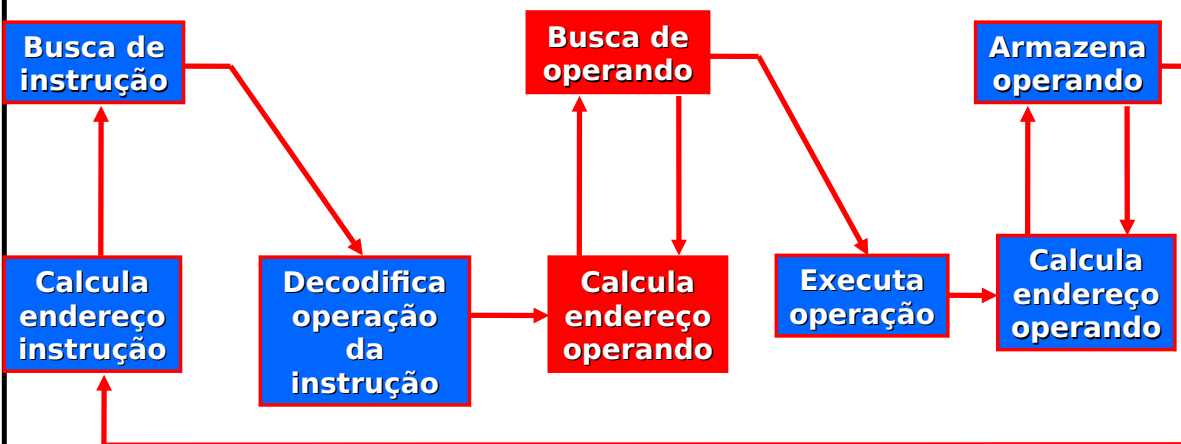 Busca de
instrução
Busca de
operando
Armazena
operando
Calcula
endereço
instrução
Decodifica
operação
da
instrução
Calcula
endereço
operando
Executa
operação
Calcula
endereço
operando